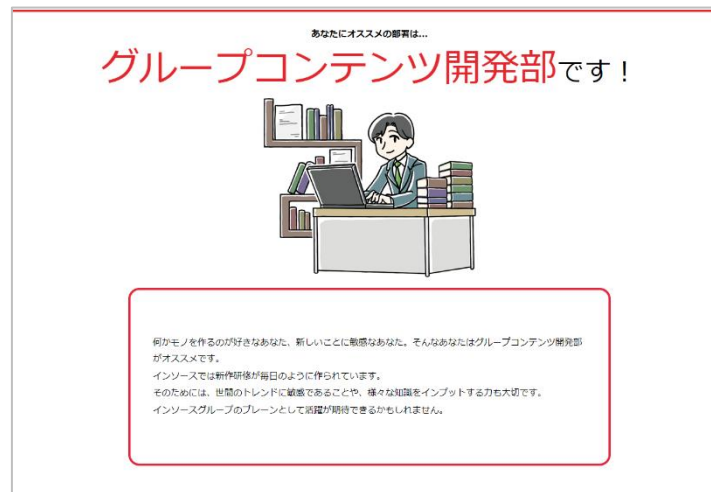 あなたにオススメの部署は...
グループコンテンツ開発部です！
何かモノを作るのが好きなあなた、新しいことに敏感なあなた。そんなあなたはグループコンテンツ開発部
がオススメです。
インソースでは新作研修が毎日のように作られています。
そのためには、世間のトレンドに敏感であることや、様々な知識をインプットする力も大切です。
インソースグループのブレーンとして活躍が期待できるかもしれません。